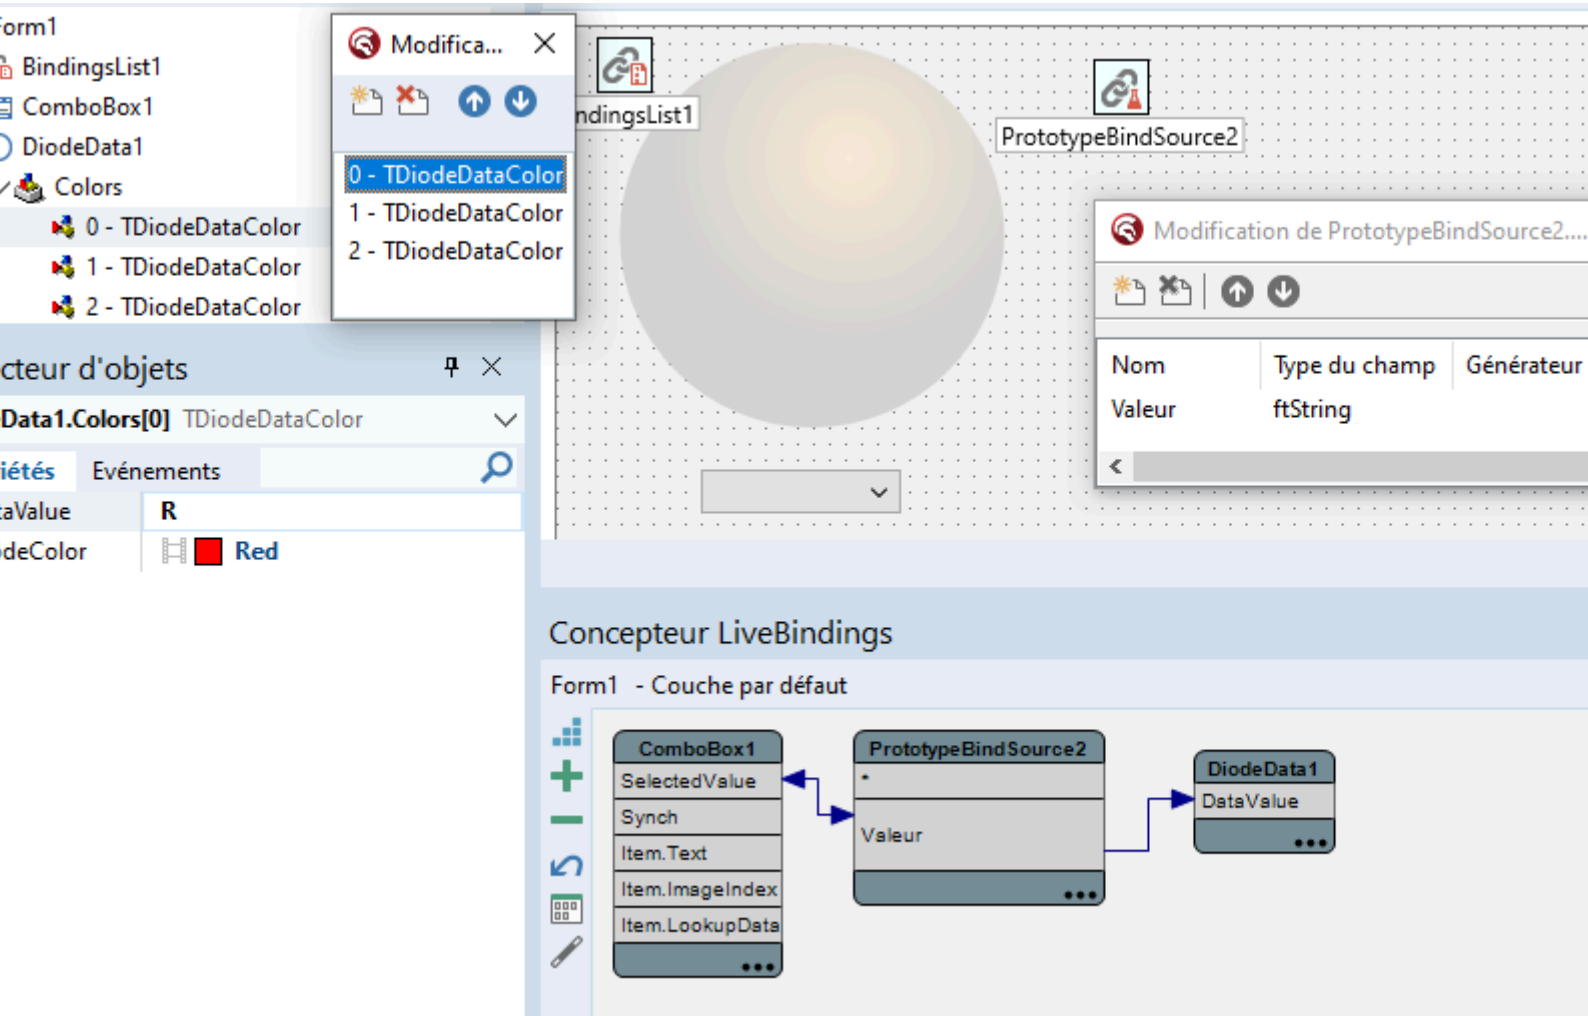 Form1
BindingsList1
ComboBox1
DiodeData1
Colors
0 - TDiodeDataColor
1 - TDiodeDataColor
2 - TDiodeDataColor
Modifica...
0 - TDiodeDataColor
1 - TDiodeDataColor
2 - TDiodeDataColor
ndingsList1
PrototypeBindSource2
Modification de PrototypeBindSource2....
Nom Type du champ Générateur
Valeur ftString
cteur d'objets
Data1.Colors[0] TDiodeDataColor
iétés Evénements
taValue R
odeColor Red
Concepteur LiveBindings
Form1 - Couche par défaut
ComboBox1
SelectedValue
Synch
Item.Text
Item.ImageIndex
Item.LookupData
PrototypeBindSource2
*
Valeur
DiodeData1
DataValue